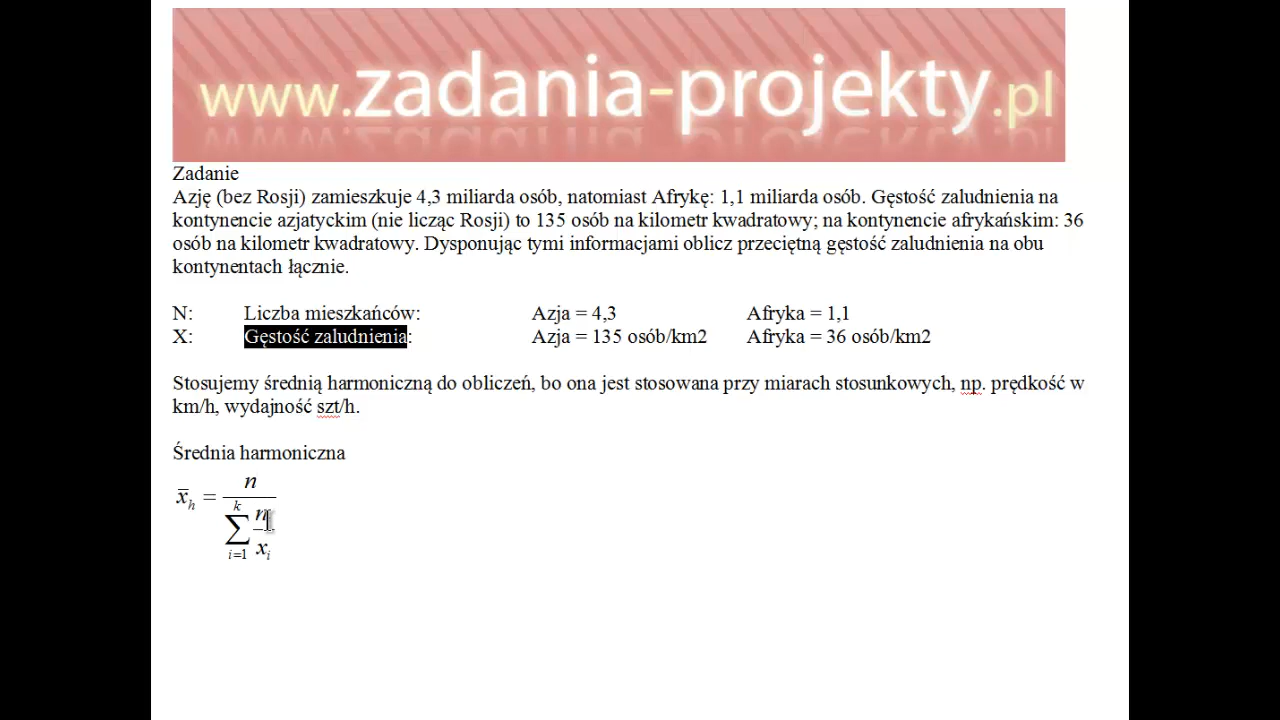 www.zadania-projekty.pl
Zadanie
Azję (bez Rosji) zamieszkuje 4,3 miliarda osób, natomiast Afrykę: 1,1 miliarda osób. Gęstość zaludnienia na
kontynencie azjatyckim (nie licząc Rosji) to 135 osób na kilometr kwadratowy; na kontynencie afrykańskim: 36
osób na kilometr kwadratowy. Dysponując tymi informacjami oblicz przeciętną gęstość zaludnienia na obu
kontynentach łącznie.
N: Liczba mieszkańców: Azja = 4,3 Afryka = 1,1
X: Gęstość zaludnienia: Azja = 135 osób/km2 Afryka = 36 osób/km2
Stosujemy średnią harmoniczną do obliczeń, bo ona jest stosowana przy miarach stosunkowych, np. prędkość w
km/h, wydajność szt/h.
Średnia harmoniczna
n
x̄h =
k
∑ n
i=1 xi